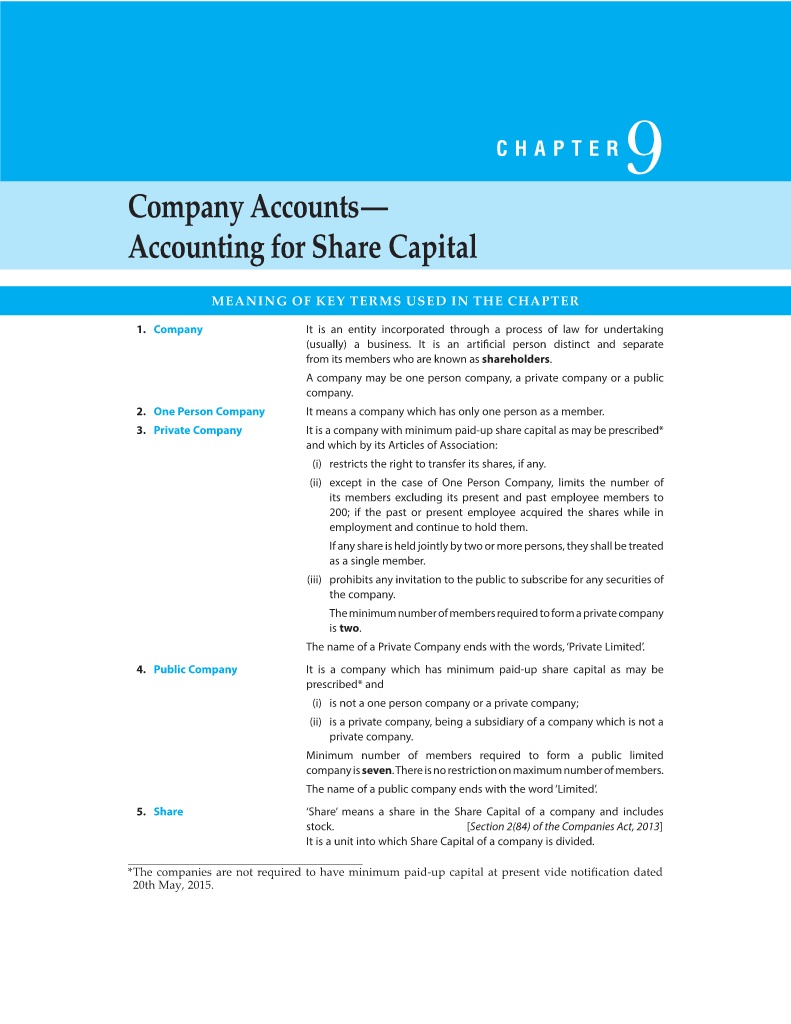 CHAPTER 9
Company Accounts—
Accounting for Share Capital
MEANING OF KEY TERMS USED IN THE CHAPTER
1. Company It is an entity incorporated through a process of law for undertaking
(usually) a business. It is an artificial person distinct and separate
from its members who are known as shareholders.
A company may be one person company, a private company or a public
company.
2. One Person Company It means a company which has only one person as a member.
3. Private Company It is a company with minimum paid-up share capital as may be prescribed*
and which by its Articles of Association:
(i) restricts the right to transfer its shares, if any.
(ii) except in the case of One Person Company, limits the number of
its members excluding its present and past employee members to
200; if the past or present employee acquired the shares while in
employment and continue to hold them.
If any share is held jointly by two or more persons, they shall be treated
as a single member.
(iii) prohibits any invitation to the public to subscribe for any securities of
the company.
The minimum number of members required to form a private company
is two.
The name of a Private Company ends with the words, ‘Private Limited’.
4. Public Company It is a company which has minimum paid-up share capital as may be
prescribed* and
(i) is not a one person company or a private company;
(ii) is a private company, being a subsidiary of a company which is not a
private company.
Minimum number of members required to form a public limited
company is seven. There is no restriction on maximum number of members.
The name of a public company ends with the word ‘Limited’.
5. Share ‘Share’ means a share in the Share Capital of a company and includes
stock. [Section 2(84) of the Companies Act, 2013]
It is a unit into which Share Capital of a company is divided.
*The companies are not required to have minimum paid-up capital at present vide notification dated
20th May, 2015.